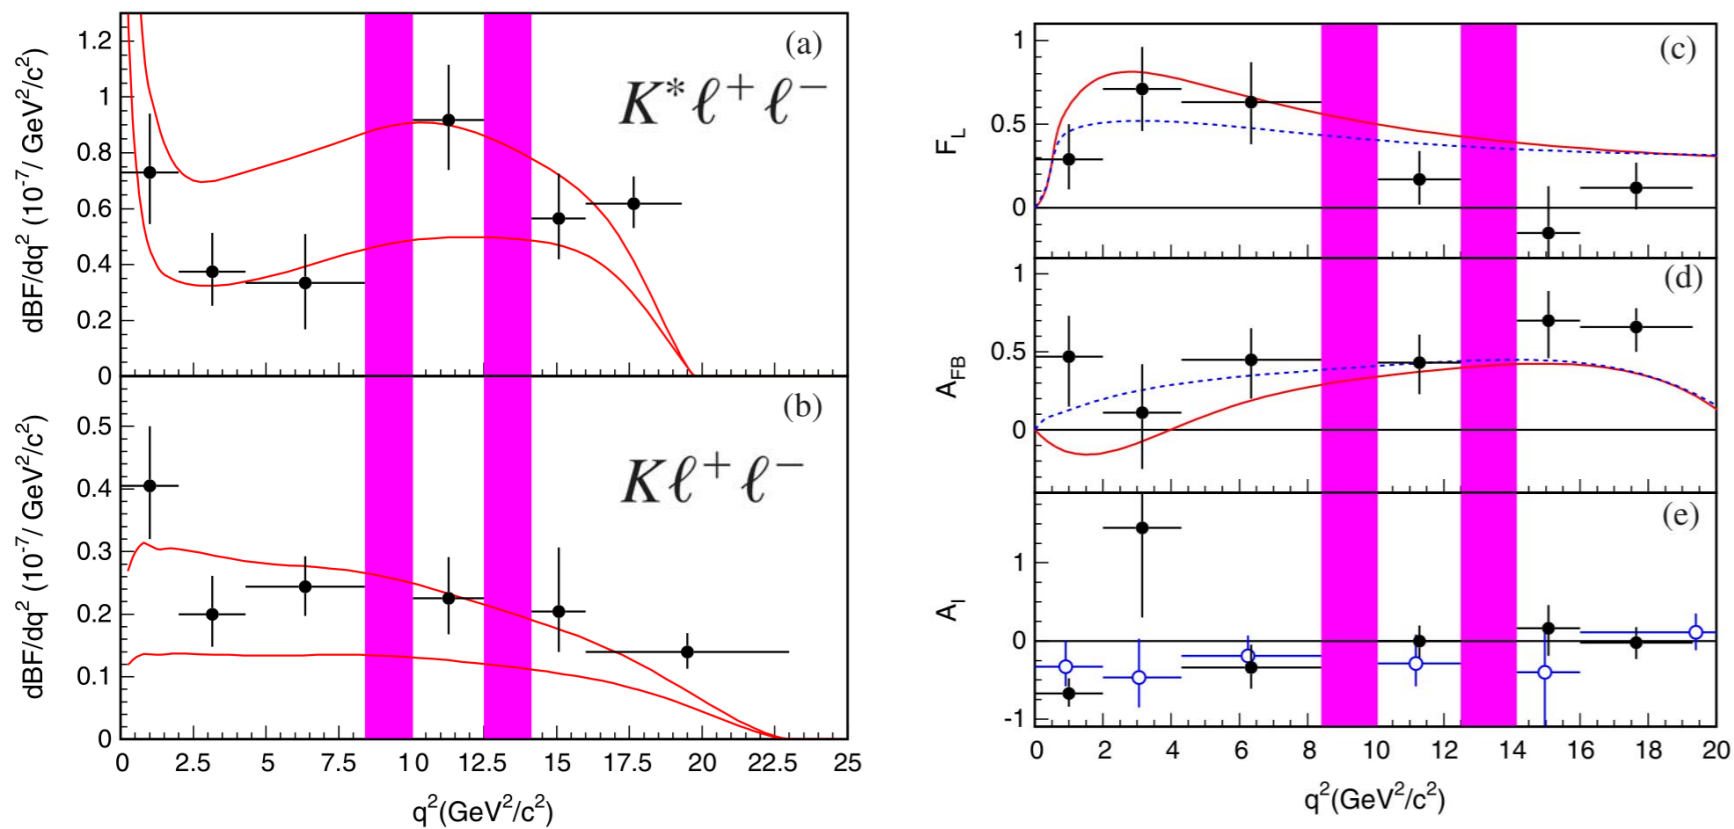 (a)
K*ℓ⁺ℓ⁻
dBF/dq² (10⁻⁷/ GeV²/c²)
1.2
1
0.8
0.6
0.4
0.2
0
(b)
Kℓ⁺ℓ⁻
dBF/dq² (10⁻⁷/ GeV²/c²)
0.5
0.4
0.3
0.2
0.1
0
0 2.5 5 7.5 10 12.5 15 17.5 20 22.5 25
q²(GeV²/c²)
(c)
F_L
1
0.5
0
(d)
A_FB
1
0.5
0
(e)
A_I
1
0
-1
0 2 4 6 8 10 12 14 16 18 20
q²(GeV²/c²)